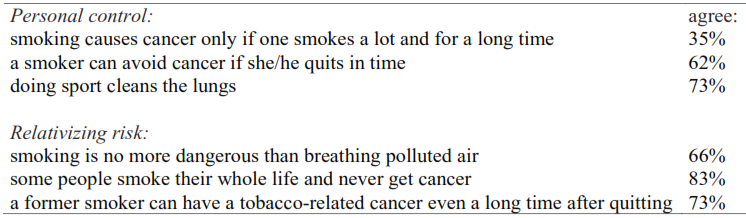 Personal control: agree:
smoking causes cancer only if one smokes a lot and for a long time 35%
a smoker can avoid cancer if she/he quits in time 62%
doing sport cleans the lungs 73%
Relativizing risk:
smoking is no more dangerous than breathing polluted air 66%
some people smoke their whole life and never get cancer 83%
a former smoker can have a tobacco-related cancer even a long time after quitting 73%